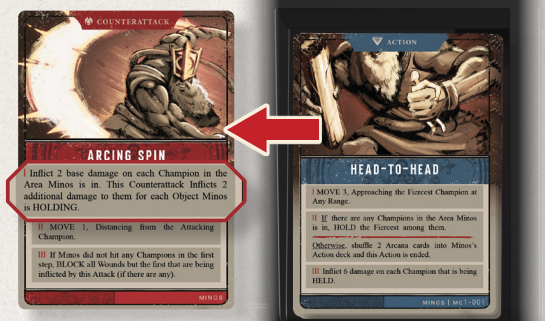 COUNTERATTACK
ARCING SPIN
I Inflict 2 base damage on each Champion in the
Area Minos is in. This Counterattack Inflicts 2
additional damage to them for each Object Minos
is HOLDING.
II MOVE 1, Distancing from the Attacking
Champion.
III If Minos did not hit any Champions in the first
step, BLOCK all Wounds but the first that are being
inflicted by this Attack (if there are any).
MINOS
ACTION
HEAD-TO-HEAD
I MOVE 3, Approaching the Fiercest Champion at
Any Range.
II If there are any Champions in the Area Minos
is in, HOLD the Fiercest among them.
Otherwise, shuffle 2 Arcana cards into Minos's
Action deck and this Action is ended.
III Inflict 6 damage on each Champion that is being
HELD.
MINOS | MC1-001